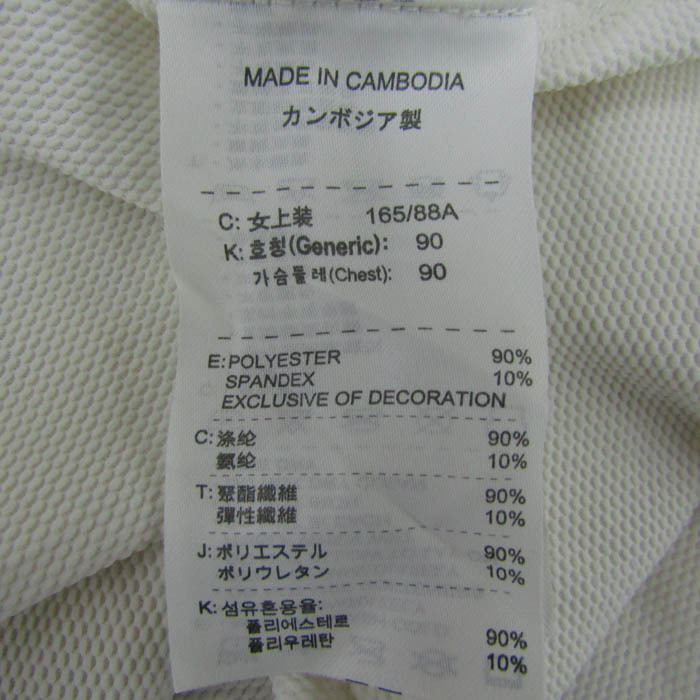 MADE IN CAMBODIA
カンボジア製
C: 女上装 165/88A
K: 호칭(Generic): 90
가슴둘레(Chest): 90
E: POLYESTER 90%
SPANDEX 10%
EXCLUSIVE OF DECORATION
C: 涤纶 90%
氨纶 10%
T: 聚酯纖維 90%
彈性纖維 10%
J: ポリエステル 90%
ポリウレタン 10%
K: 섬유혼용율:
폴리에스테르 90%
폴리우레탄 10%